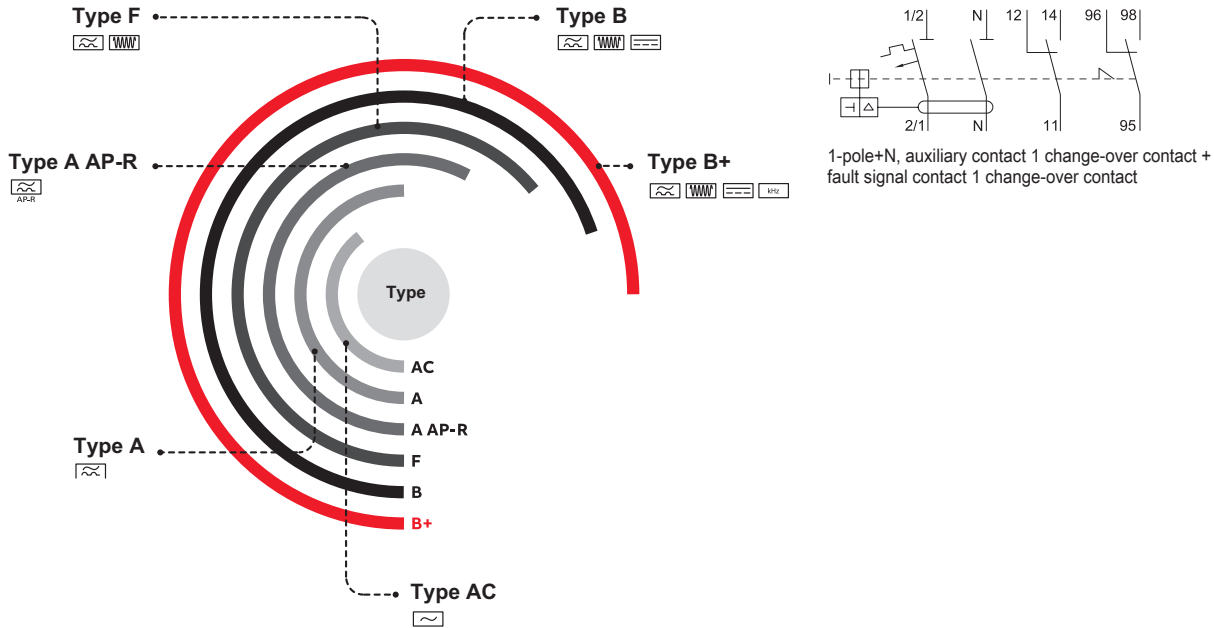 Type F
Type B
Type A AP-R
AP-R
Type B+
kHz
Type
AC
A
A AP-R
F
B
B+
Type A
Type AC
1/2 N 12 14 96 98
2/1 N 11 95
1-pole+N, auxiliary contact 1 change-over contact +
fault signal contact 1 change-over contact